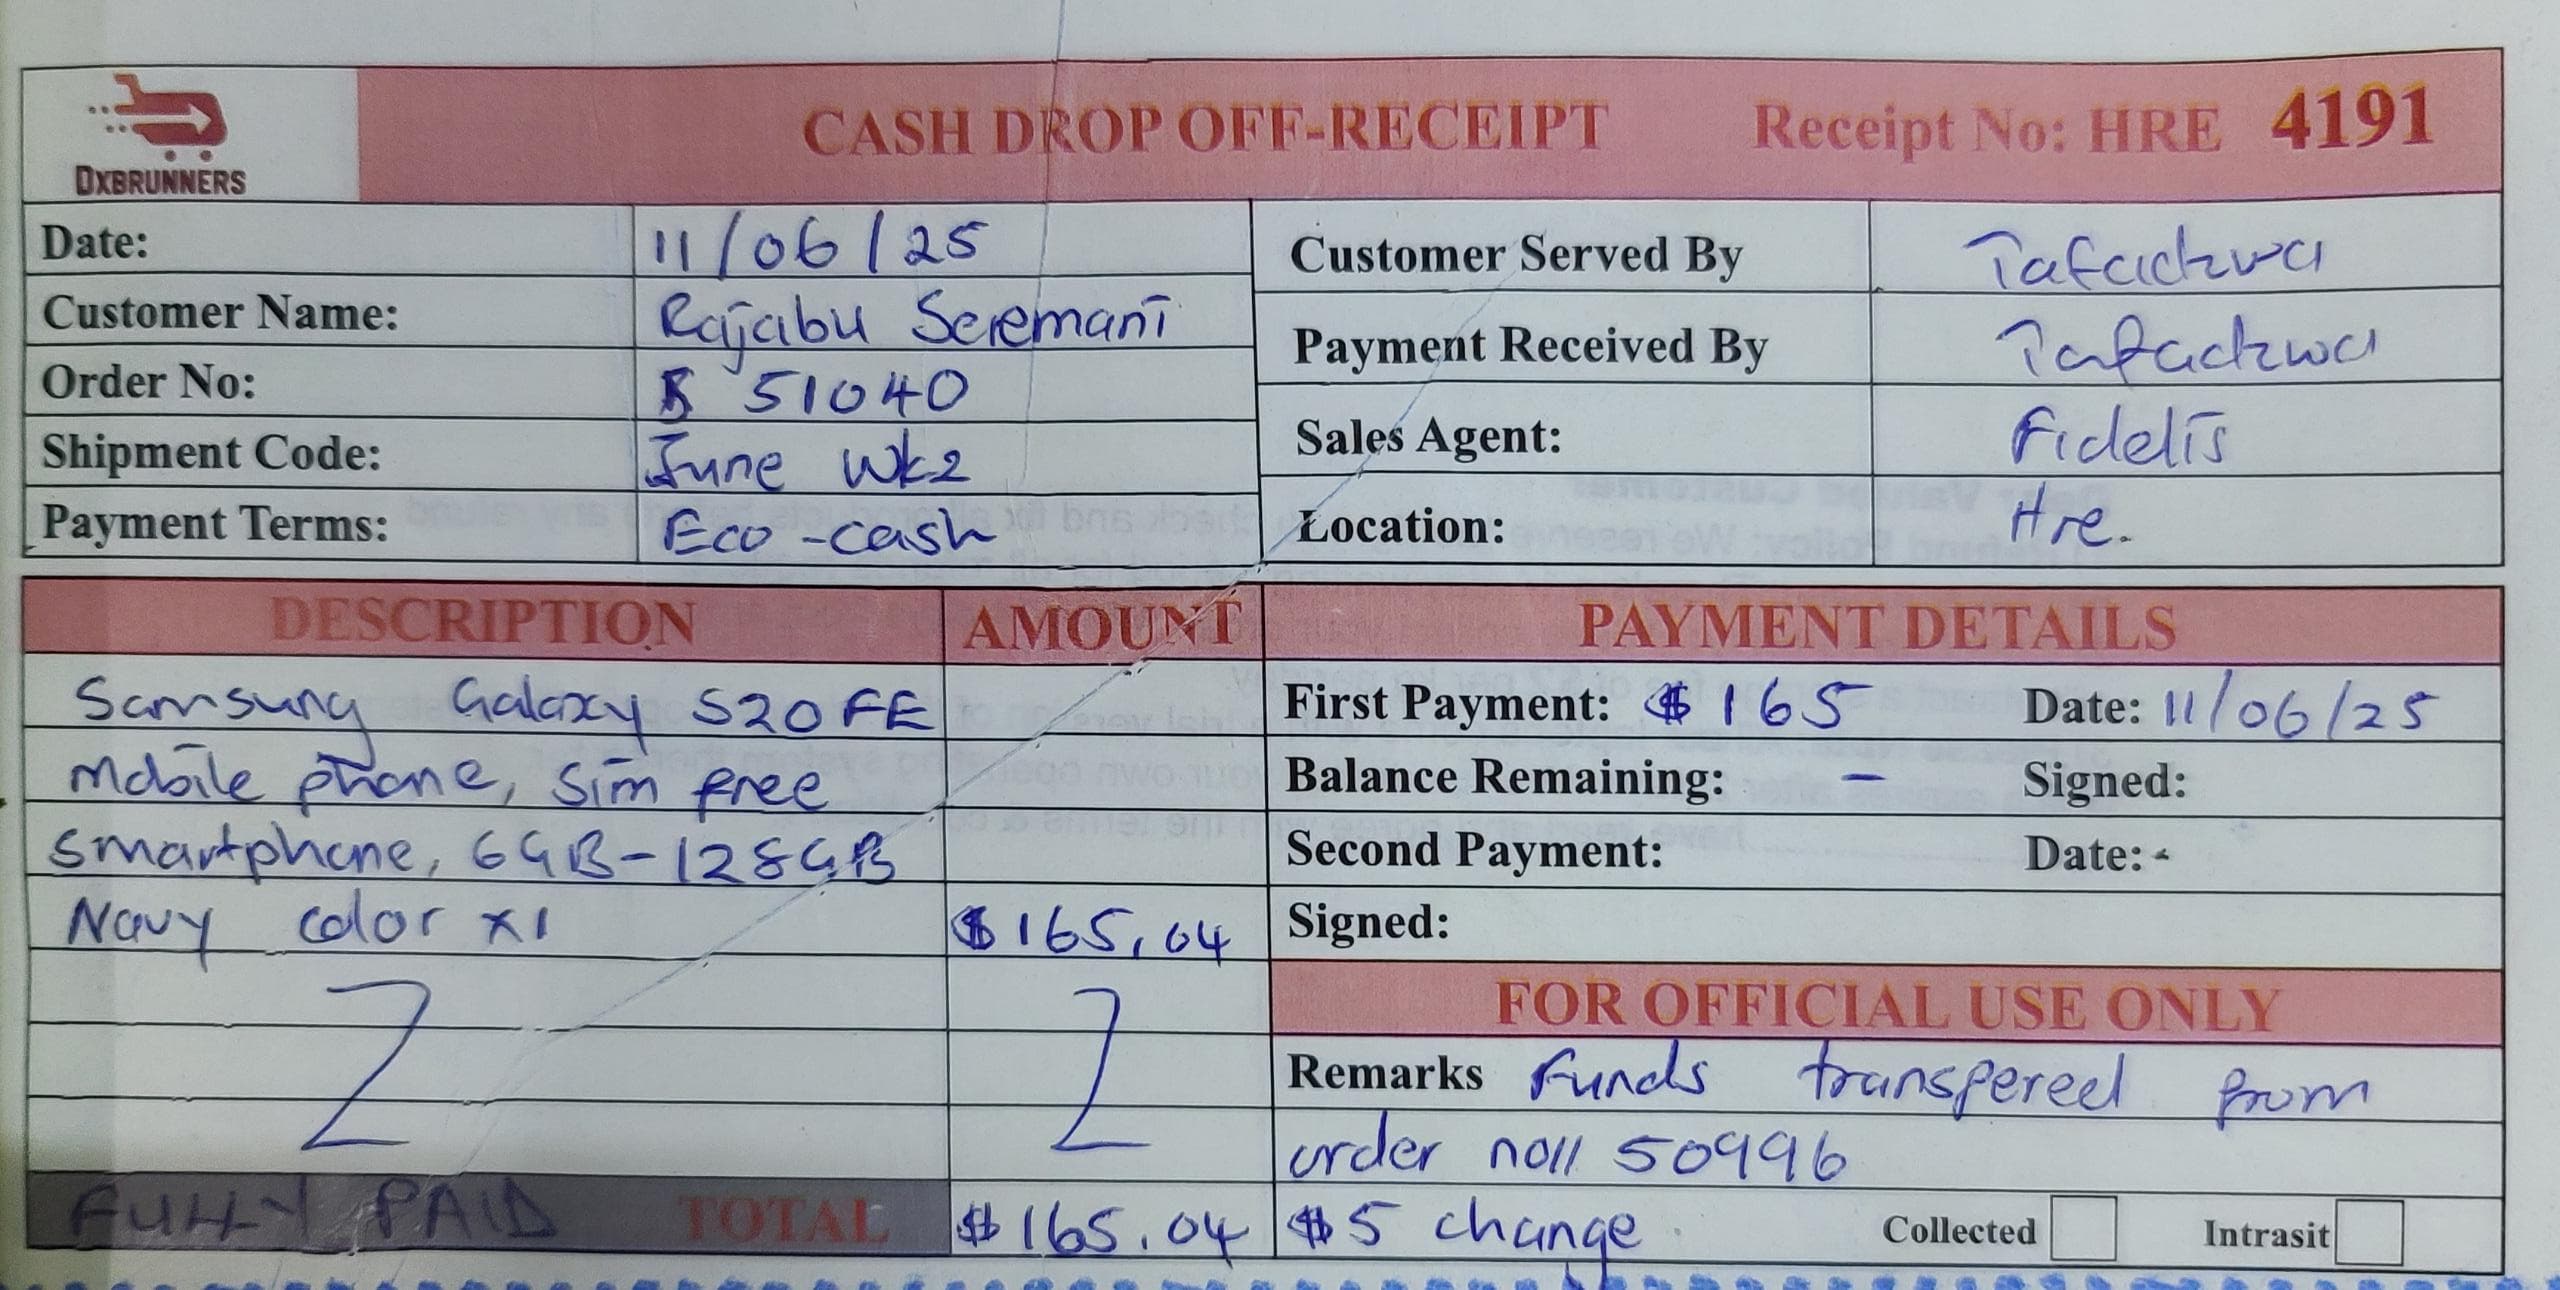 CASH DROP OFF-RECEIPT Receipt No: HRE 4191
DXBRUNNERS
Date: 11/06/25
Customer Name: Rajabu Seremani
Order No: 51040
Shipment Code: June Wk2
Payment Terms: Eco-cash
Customer Served By Tafadzwa
Payment Received By Tafadzwa
Sales Agent: Fidelis
Location: Hre.
DESCRIPTION AMOUNT
Samsung Galaxy S20FE
mobile phone, sim free
smartphone, 6GB-128GB
Navy color x1 $165.04
FULLY PAID TOTAL $165.04
PAYMENT DETAILS
First Payment: $165 Date: 11/06/25
Balance Remaining: - Signed:
Second Payment: Date: -
Signed:
FOR OFFICIAL USE ONLY
Remarks Funds transfered from
order no// 50996
$5 change Collected Intrasit